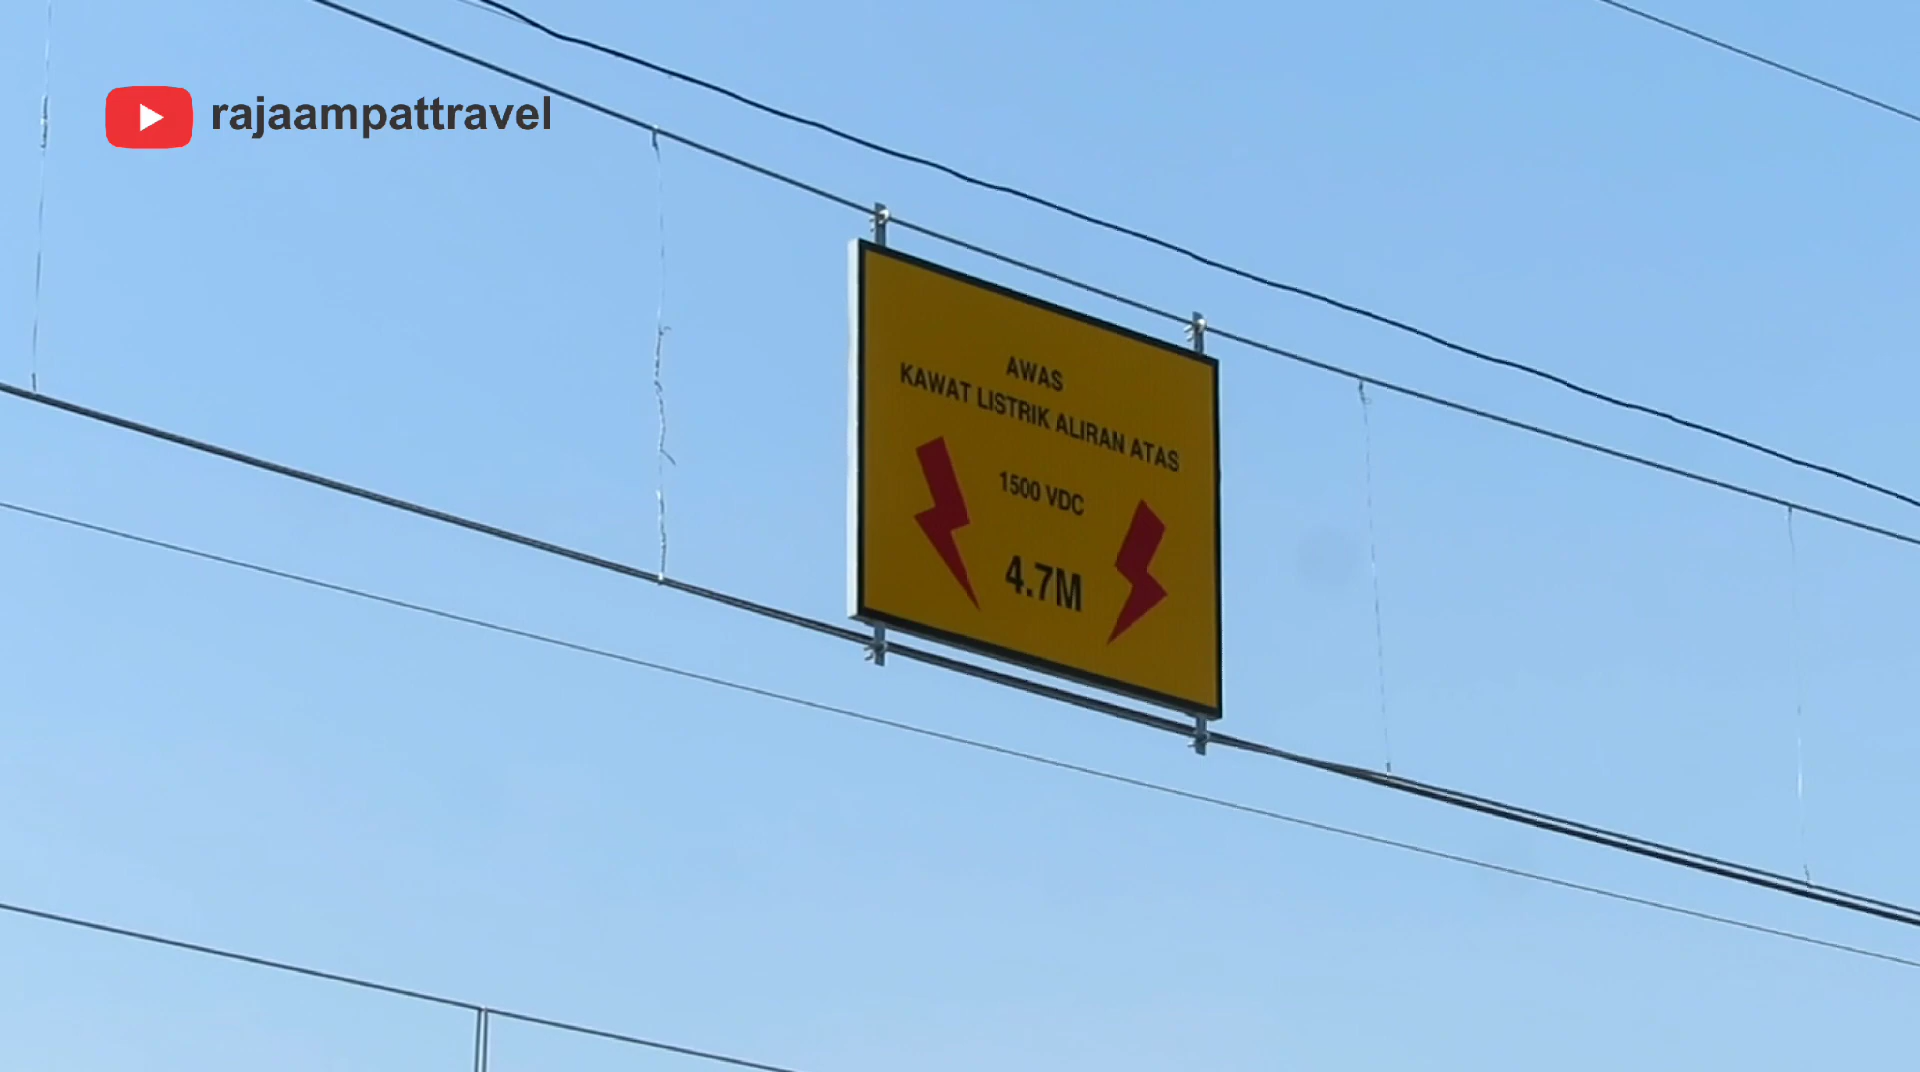 rajaampattravel
AWAS
KAWAT LISTRIK ALIRAN ATAS
1500 VDC
4.7M